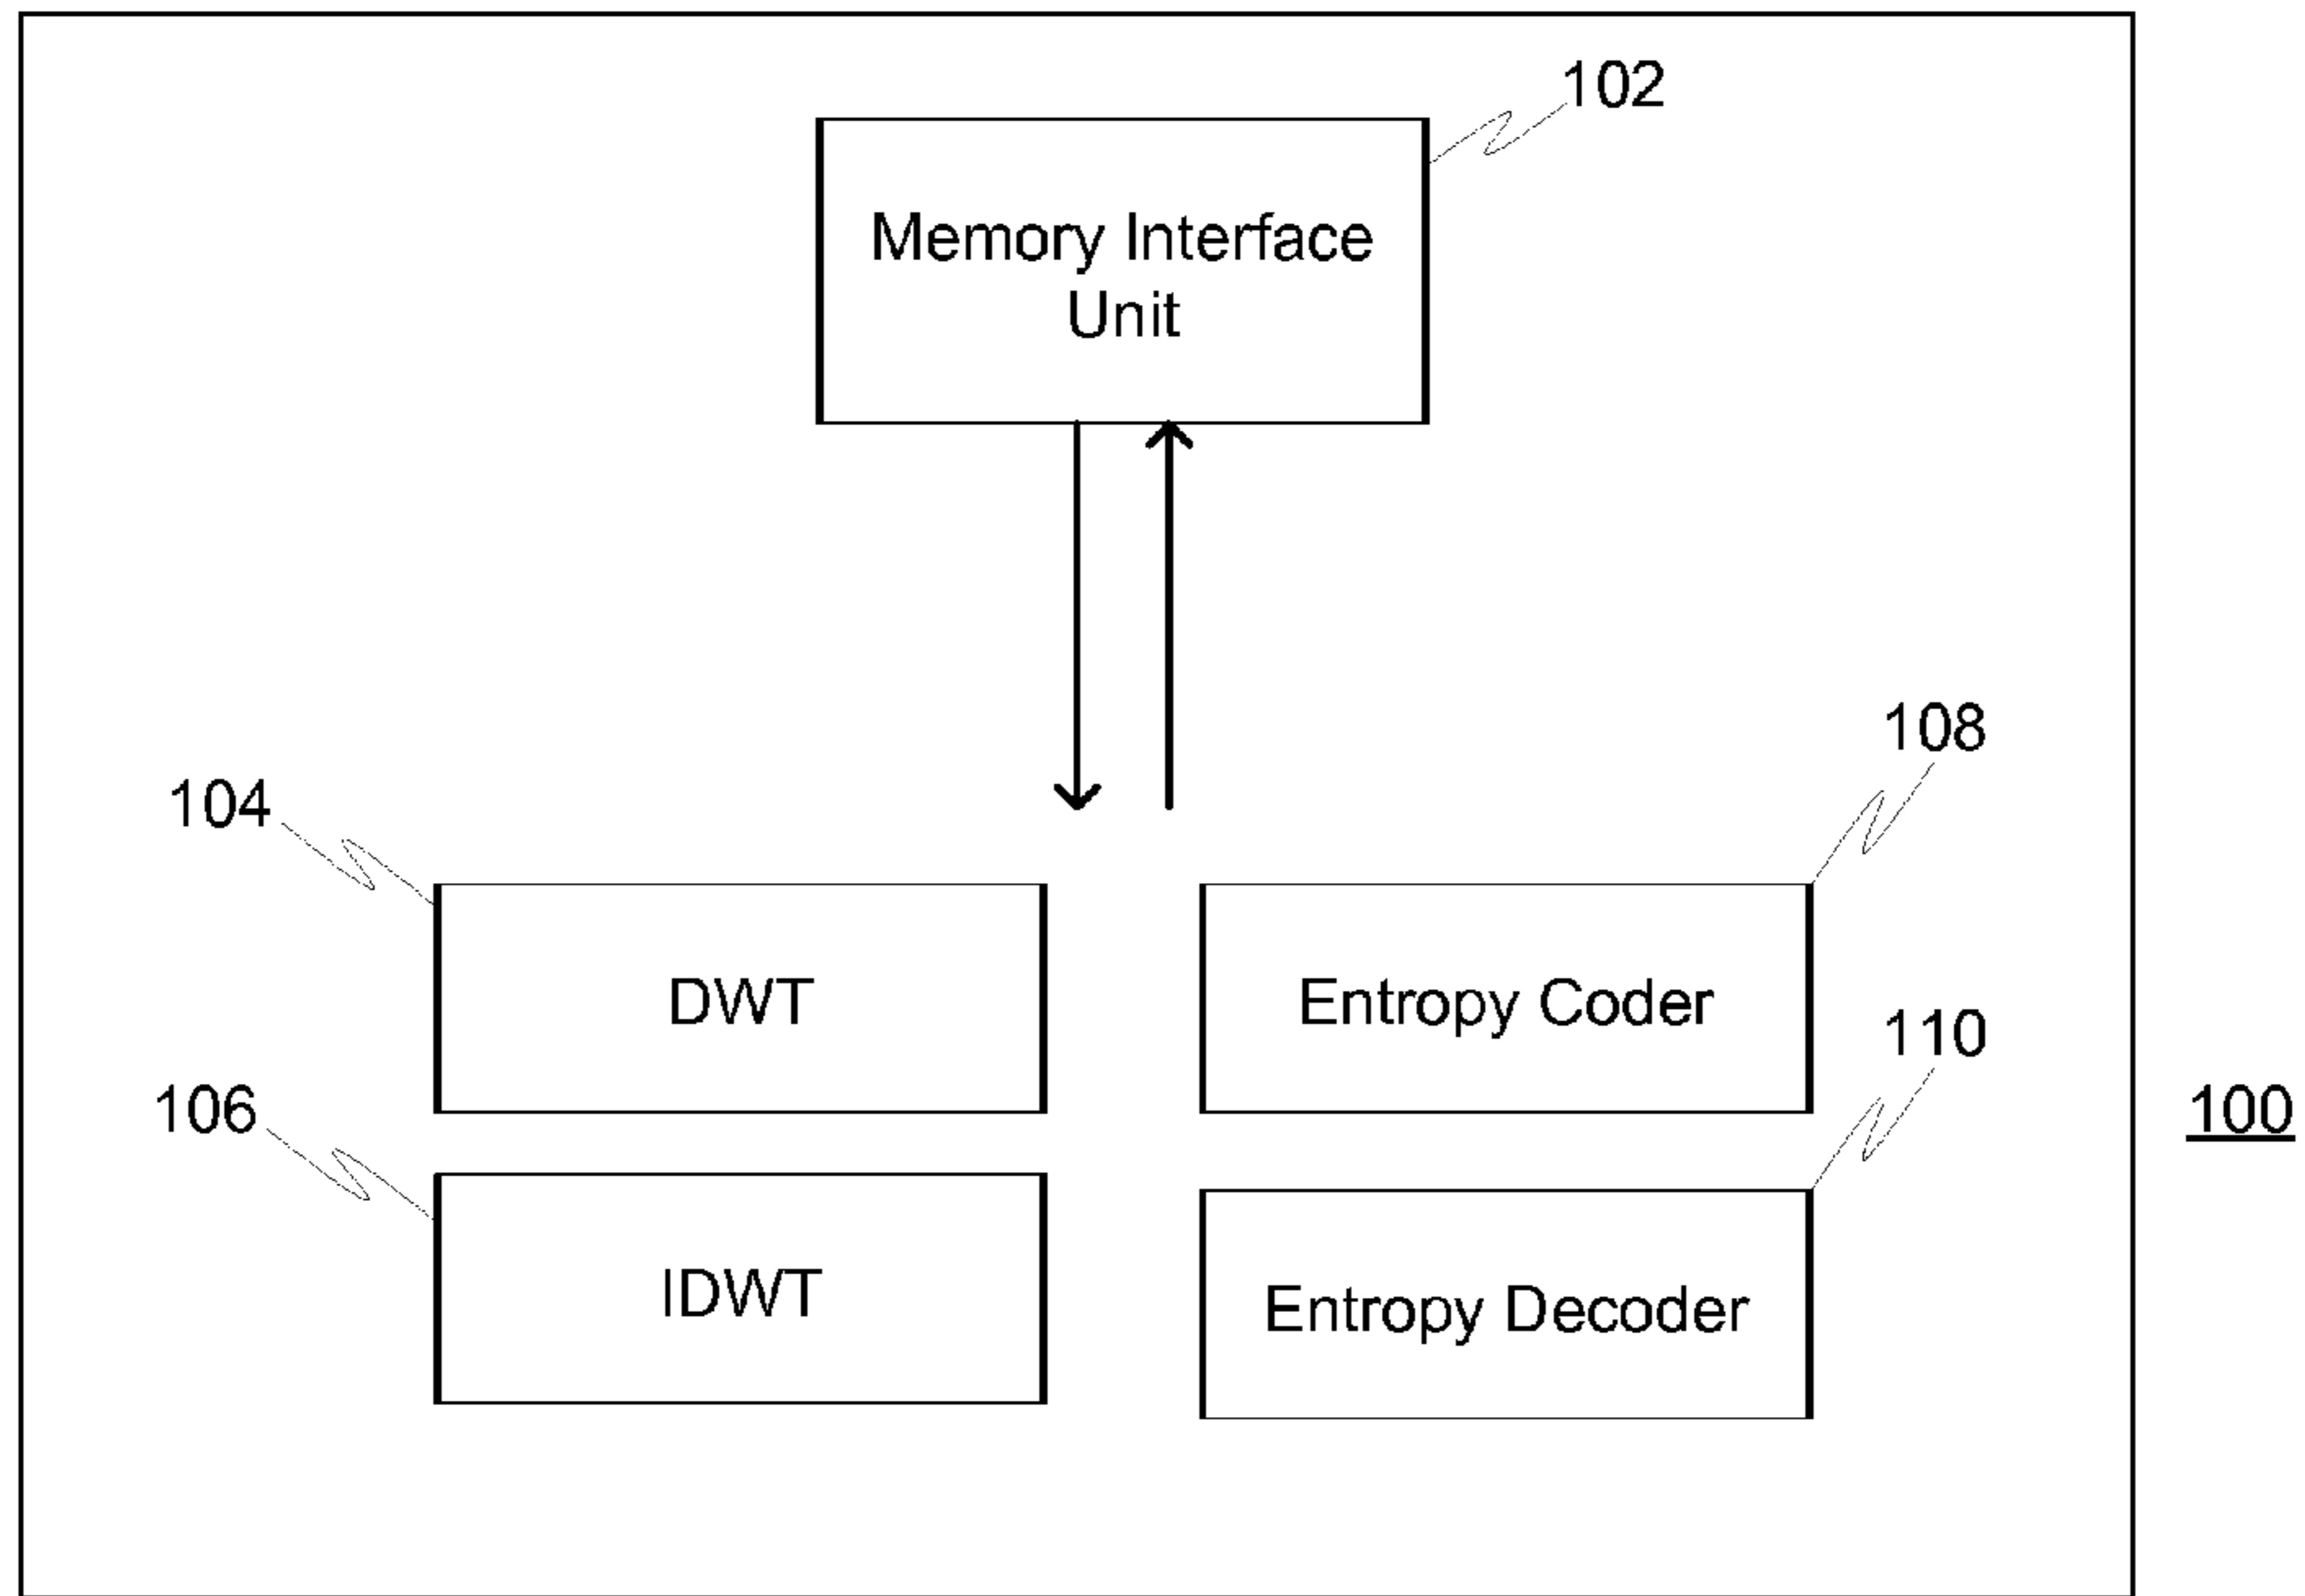 102
Memory Interface
Unit
108
104
DWT
Entropy Coder
110
106
100
IDWT
Entropy Decoder